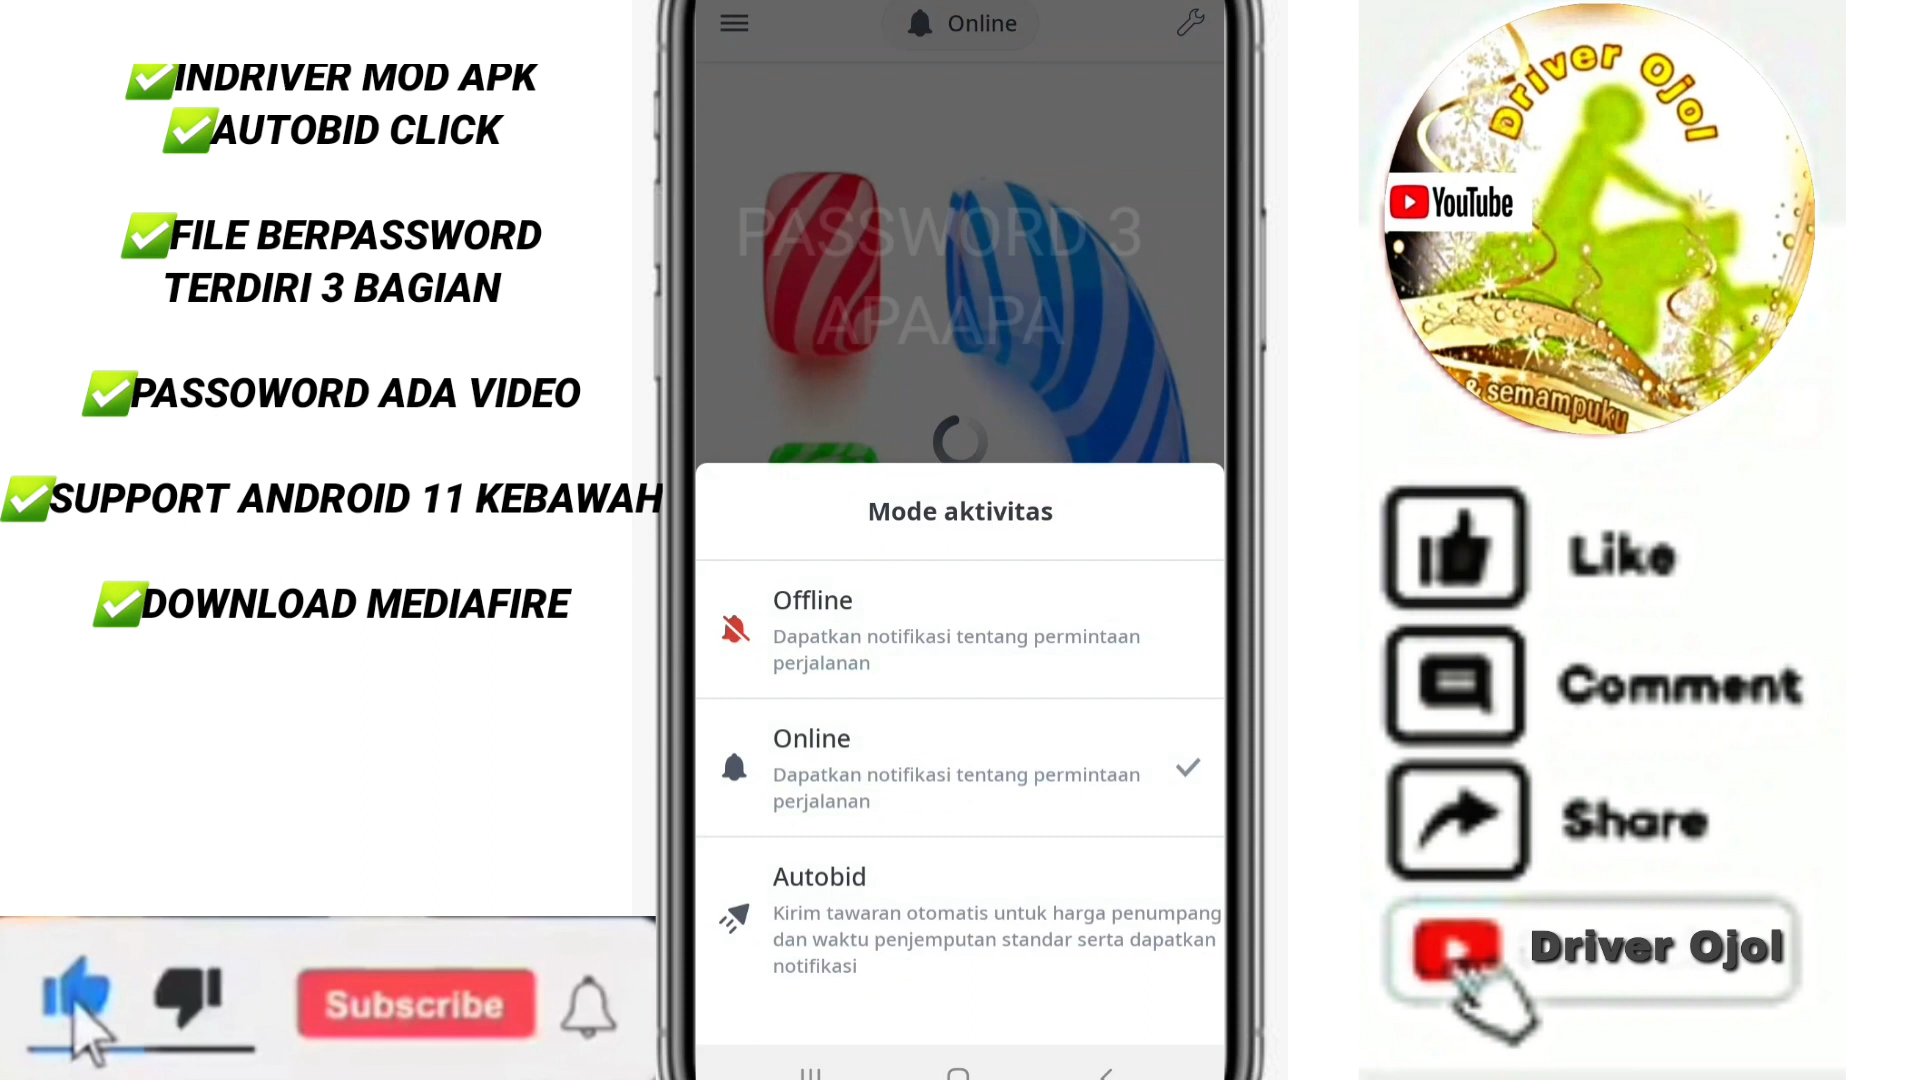 ✅INDRIVER MOD APK
✅AUTOBID CLICK
✅FILE BERPASSWORD
TERDIRI 3 BAGIAN
✅PASSOWORD ADA VIDEO
✅SUPPORT ANDROID 11 KEBAWAH
✅DOWNLOAD MEDIAFIRE
Subscribe
Online
PASSWORD 3
APAAPA
Mode aktivitas
Offline
Dapatkan notifikasi tentang permintaan
perjalanan
Online
Dapatkan notifikasi tentang permintaan
perjalanan
Autobid
Kirim tawaran otomatis untuk harga penumpang
dan waktu penjemputan standar serta dapatkan
notifikasi
Driver Ojol
YouTube
& semampuku
Like
Comment
Share
Driver Ojol